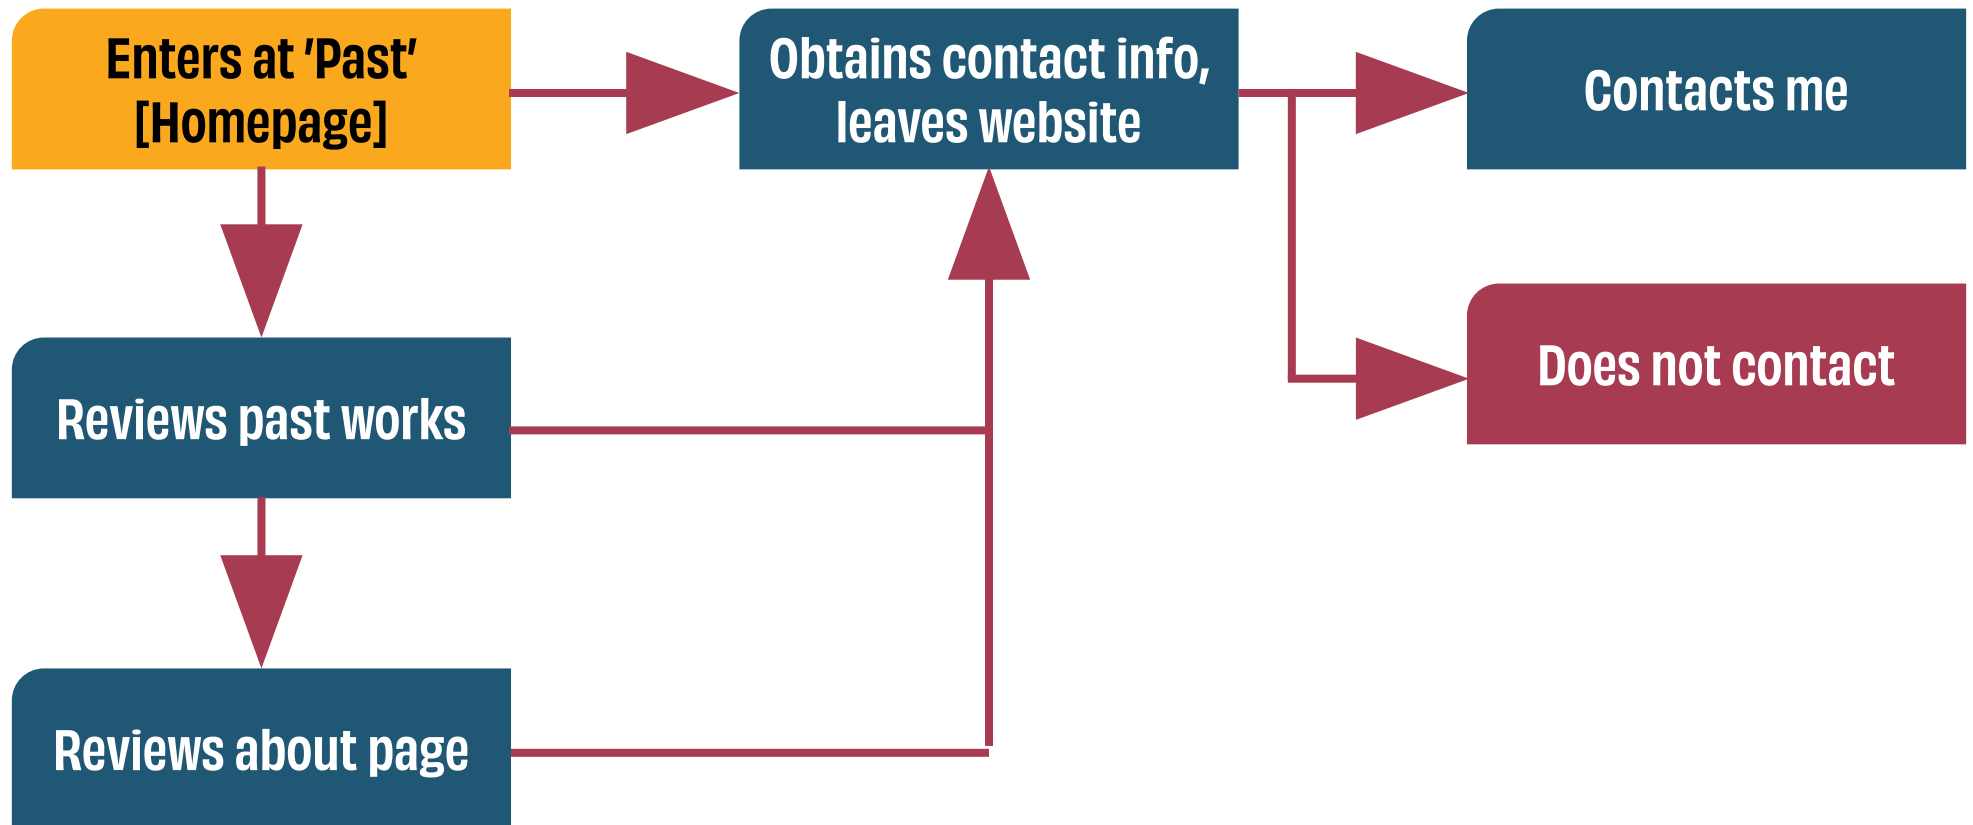 Enters at 'Past'
[Homepage]
Obtains contact info,
leaves website
Contacts me
Does not contact
Reviews past works
Reviews about page